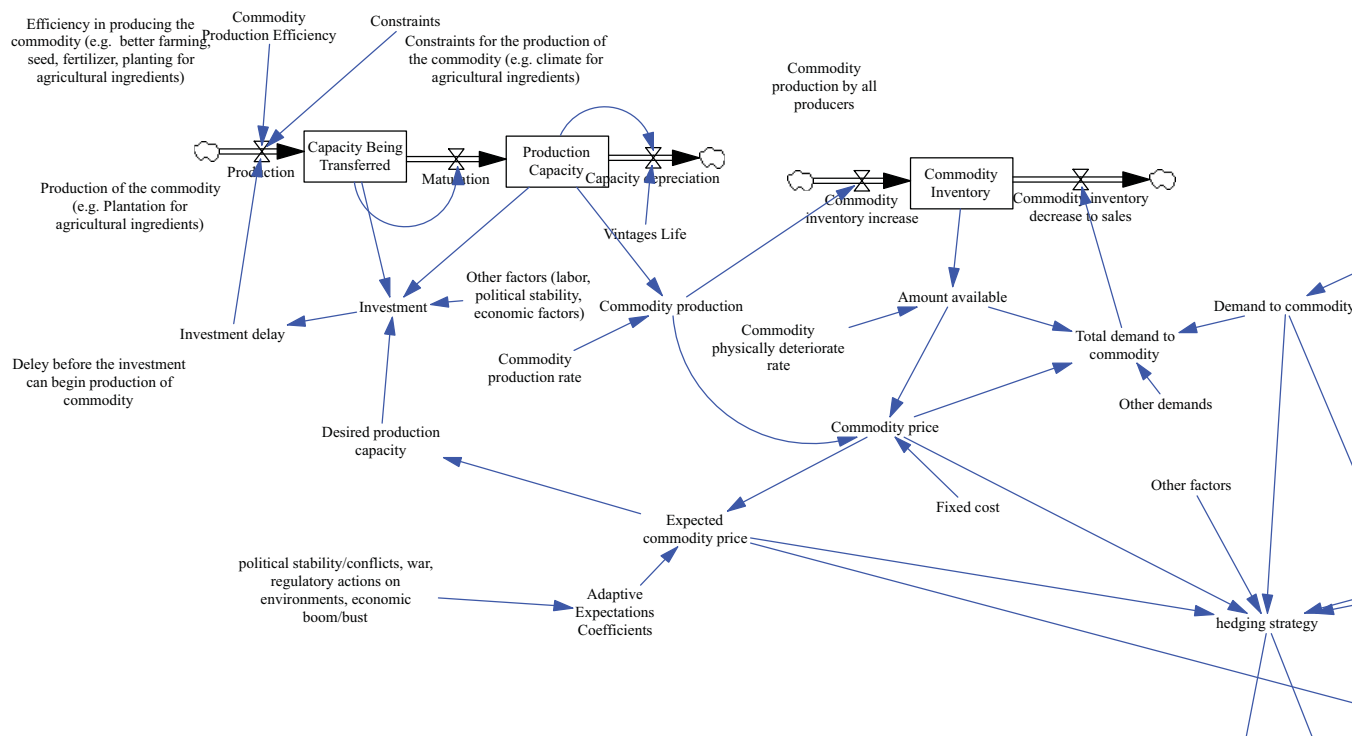 Efficiency in producing the
commodity (e.g.  better farming,
seed, fertilizer, planting for
agricultural ingredients)
Commodity
Production Efficiency
Constraints
Constraints for the production of
the commodity (e.g. climate for
agricultural ingredients)
Commodity
production by all
producers
Capacity Being
Transferred
Production
Capacity
Production
Maturation
Capacity depreciation
Commodity
Inventory
Commodity
inventory increase
Commodity inventory
decrease to sales
Production of the commodity
(e.g. Plantation for
agricultural ingredients)
Vintages Life
Other factors (labor,
political stability,
economic factors)
Investment
Commodity production
Amount available
Demand to commodity
Investment delay
Commodity
physically deteriorate
rate
Total demand to
commodity
Deley before the investment
can begin production of
commodity
Commodity
production rate
Other demands
Desired production
capacity
Commodity price
Other factors
Fixed cost
Expected
commodity price
political stability/conflicts, war,
regulatory actions on
environments, economic
boom/bust
Adaptive
Expectations
Coefficients
hedging strategy